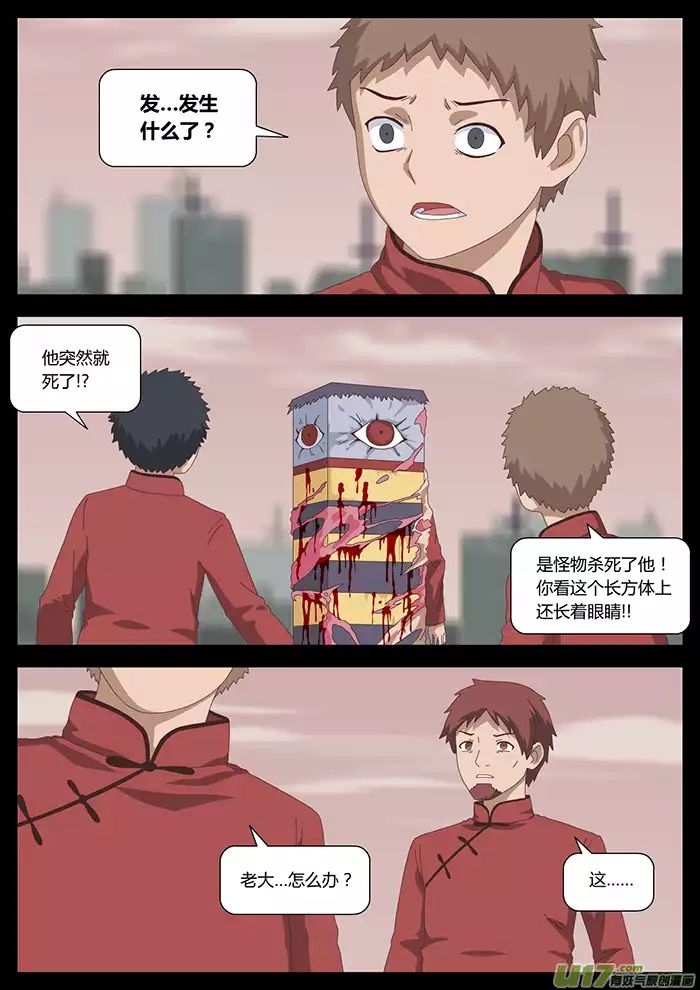 发…发生
什么了？
他突然就
死了!?
是怪物杀死了他！
你看这个长方体上
还长着眼睛!!
老大…怎么办？
这……
U17.com
有妖气原创漫画